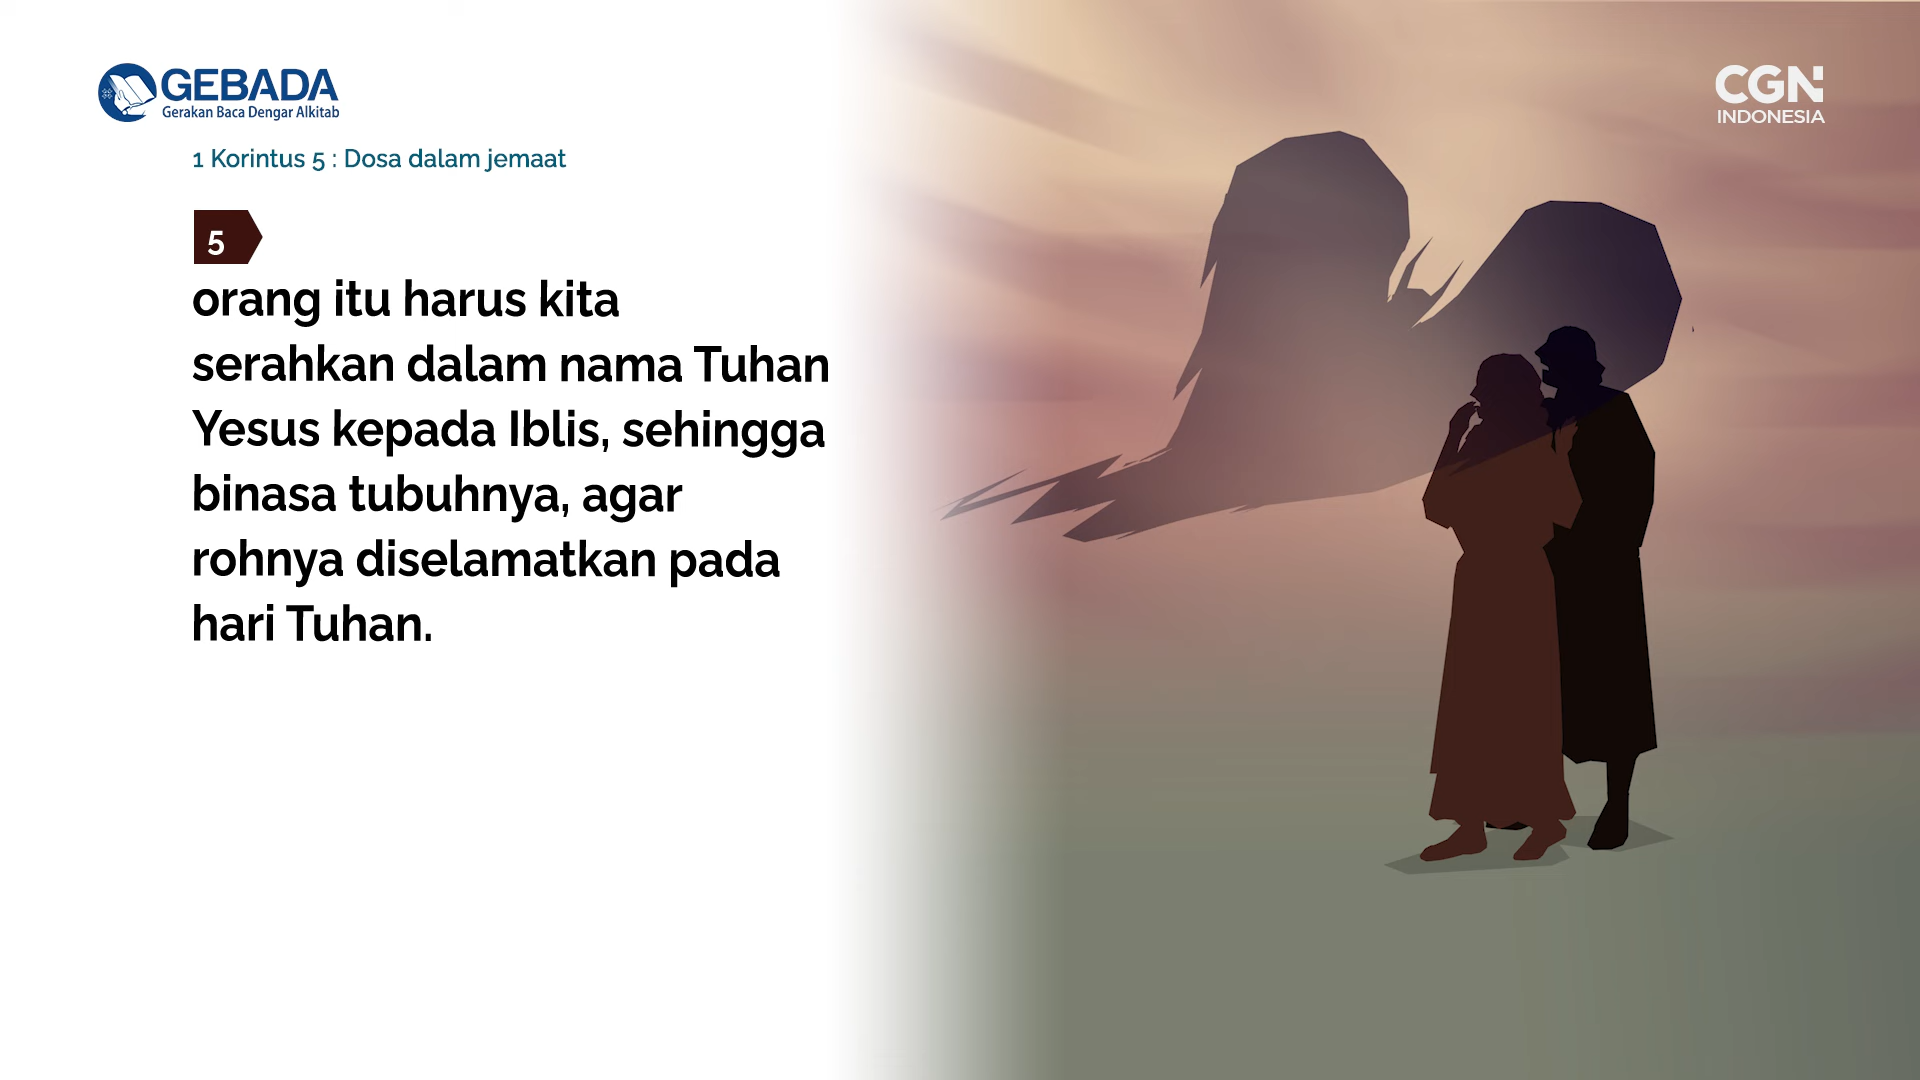 GEBADA
Gerakan Baca Dengar Alkitab
CGN
INDONESIA
1 Korintus 5 : Dosa dalam jemaat
5
orang itu harus kita
serahkan dalam nama Tuhan
Yesus kepada Iblis, sehingga
binasa tubuhnya, agar
rohnya diselamatkan pada
hari Tuhan.